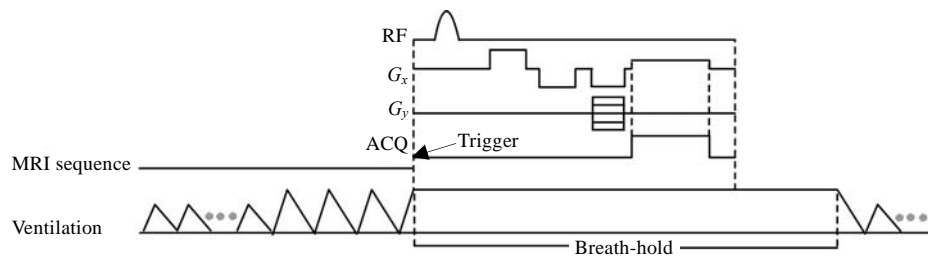 RF
Gx
Gy
ACQ
Trigger
MRI sequence
Ventilation
Breath-hold